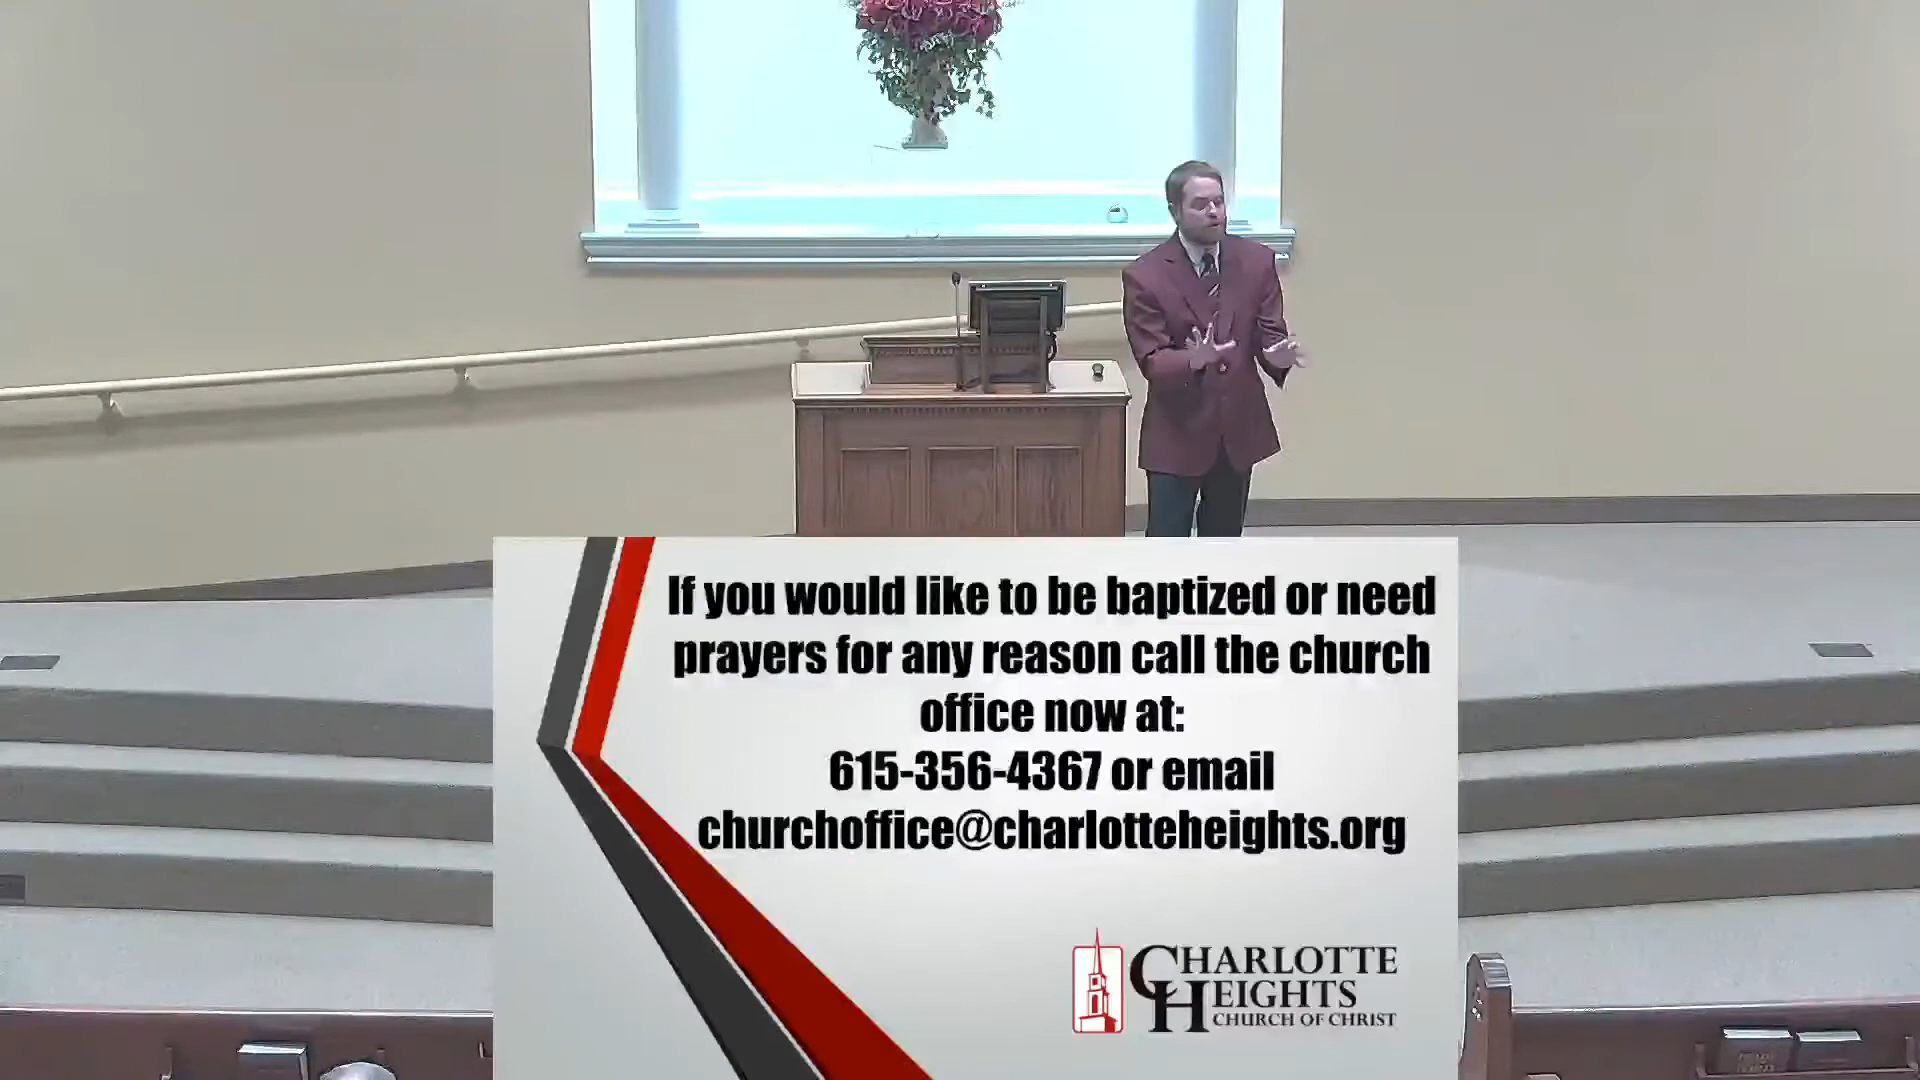 If you would like to be baptized or need
prayers for any reason call the church
office now at:
615-356-4367 or email
churchoffice@charlotteheights.org
CHARLOTTE
HEIGHTS
CHURCH OF CHRIST